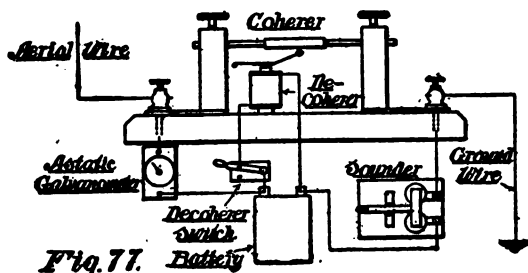 Coherer
Aerial Wire
De-
Coherer
Astatic
Galvanometer
Decoherer
Switch
Battery
Sounder
Ground
Wire
Fig. 77.